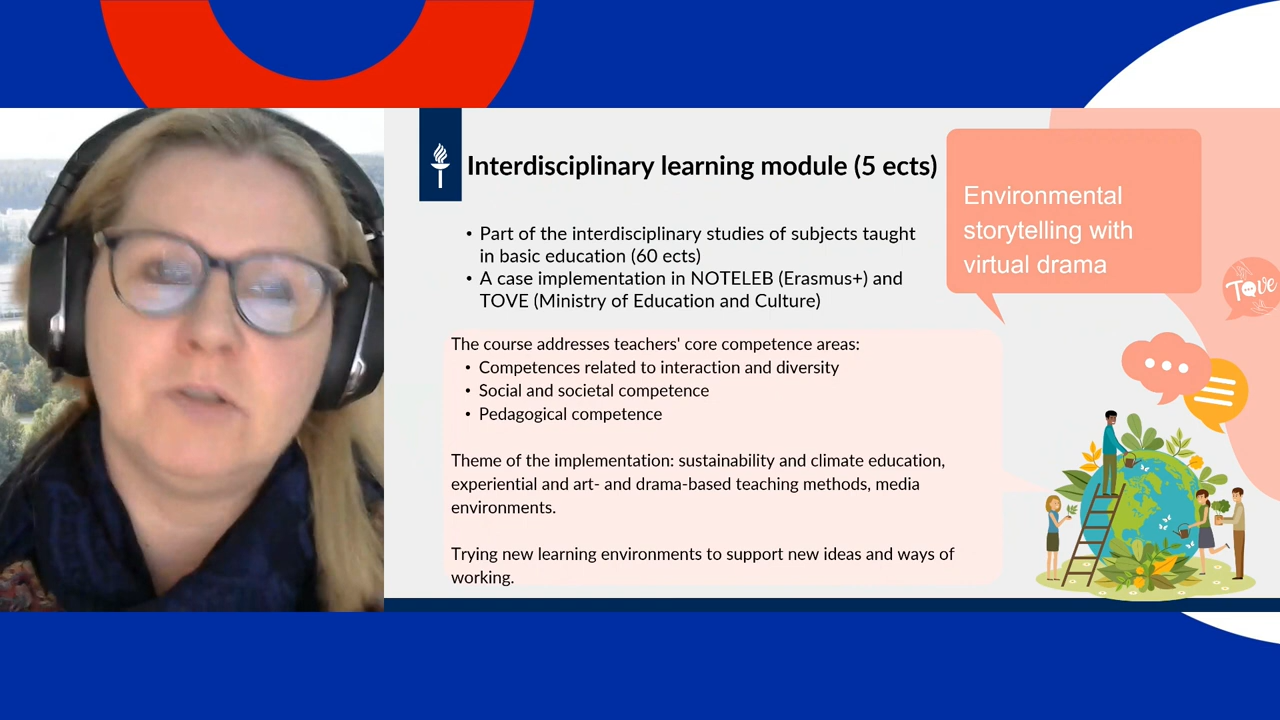 Interdisciplinary learning module (5 ects)
• Part of the interdisciplinary studies of subjects taught
in basic education (60 ects)
• A case implementation in NOTELEB (Erasmus+) and
TOVE (Ministry of Education and Culture)
The course addresses teachers' core competence areas:
• Competences related to interaction and diversity
• Social and societal competence
• Pedagogical competence
Theme of the implementation: sustainability and climate education,
experiential and art- and drama-based teaching methods, media
environments.
Trying new learning environments to support new ideas and ways of
working.
Environmental
storytelling with
virtual drama
Tove